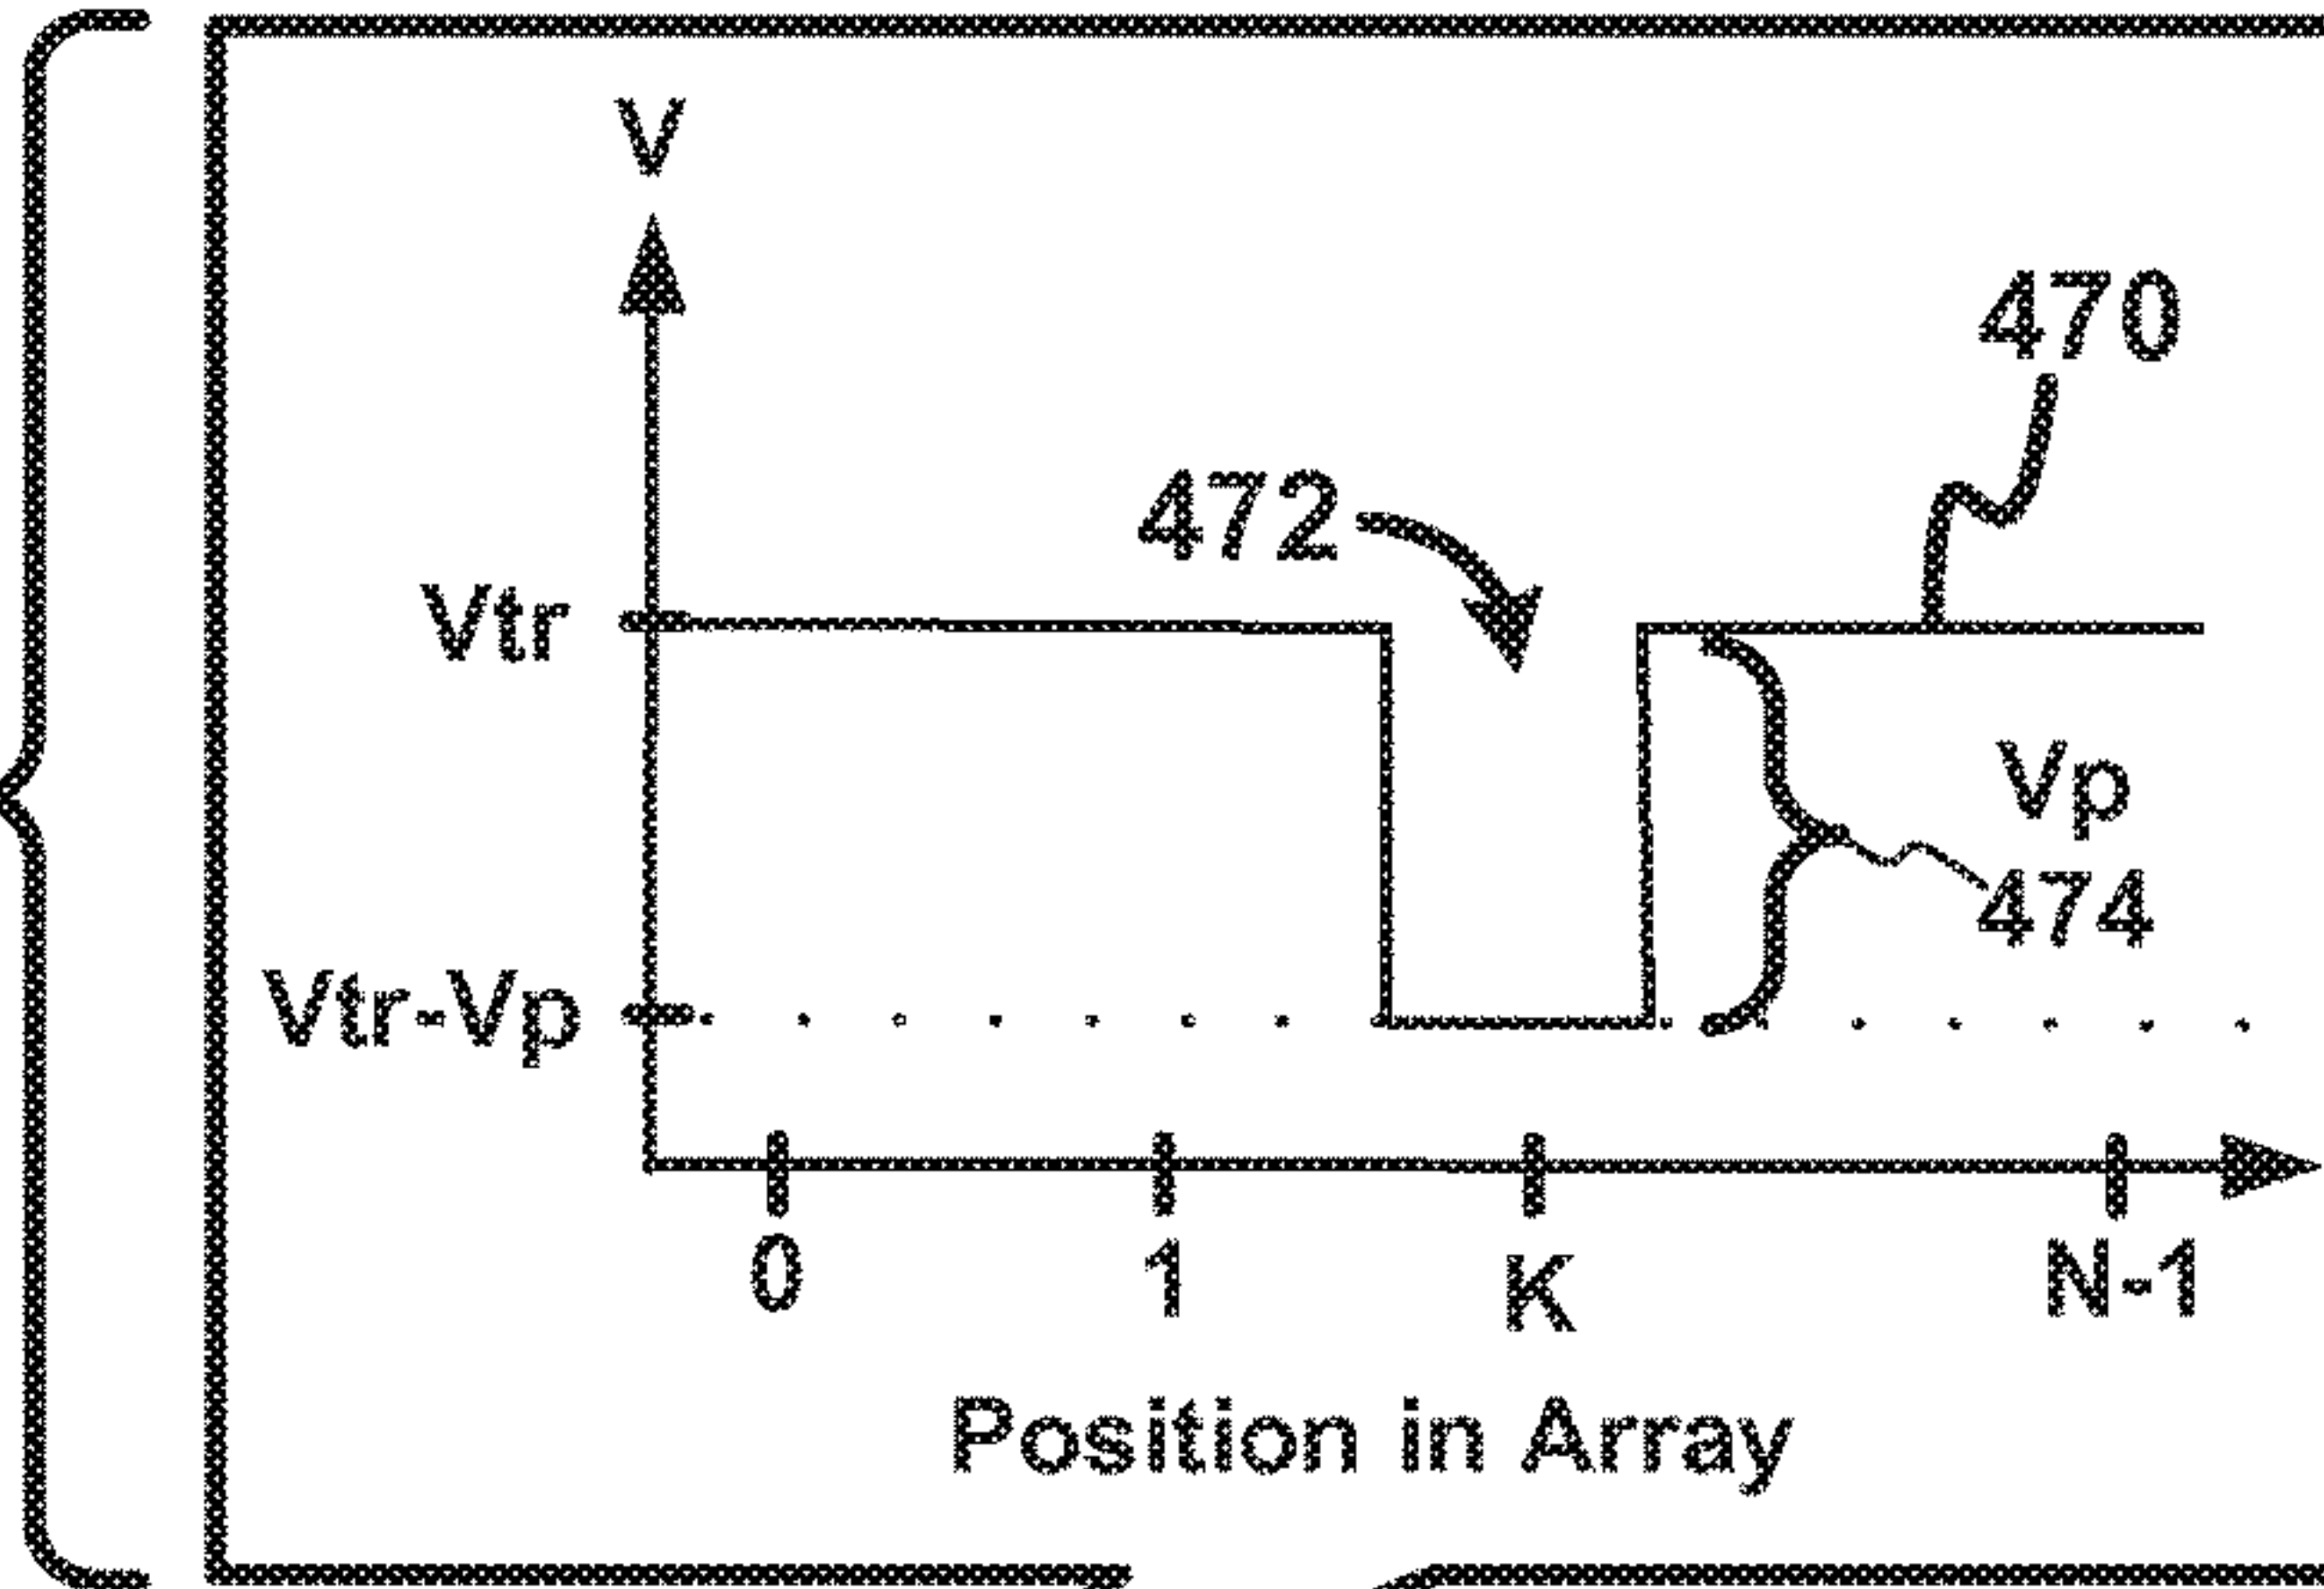 V
470
472
Vtr
Vp
474
Vtr-Vp
0 1 K N-1
Position in Array